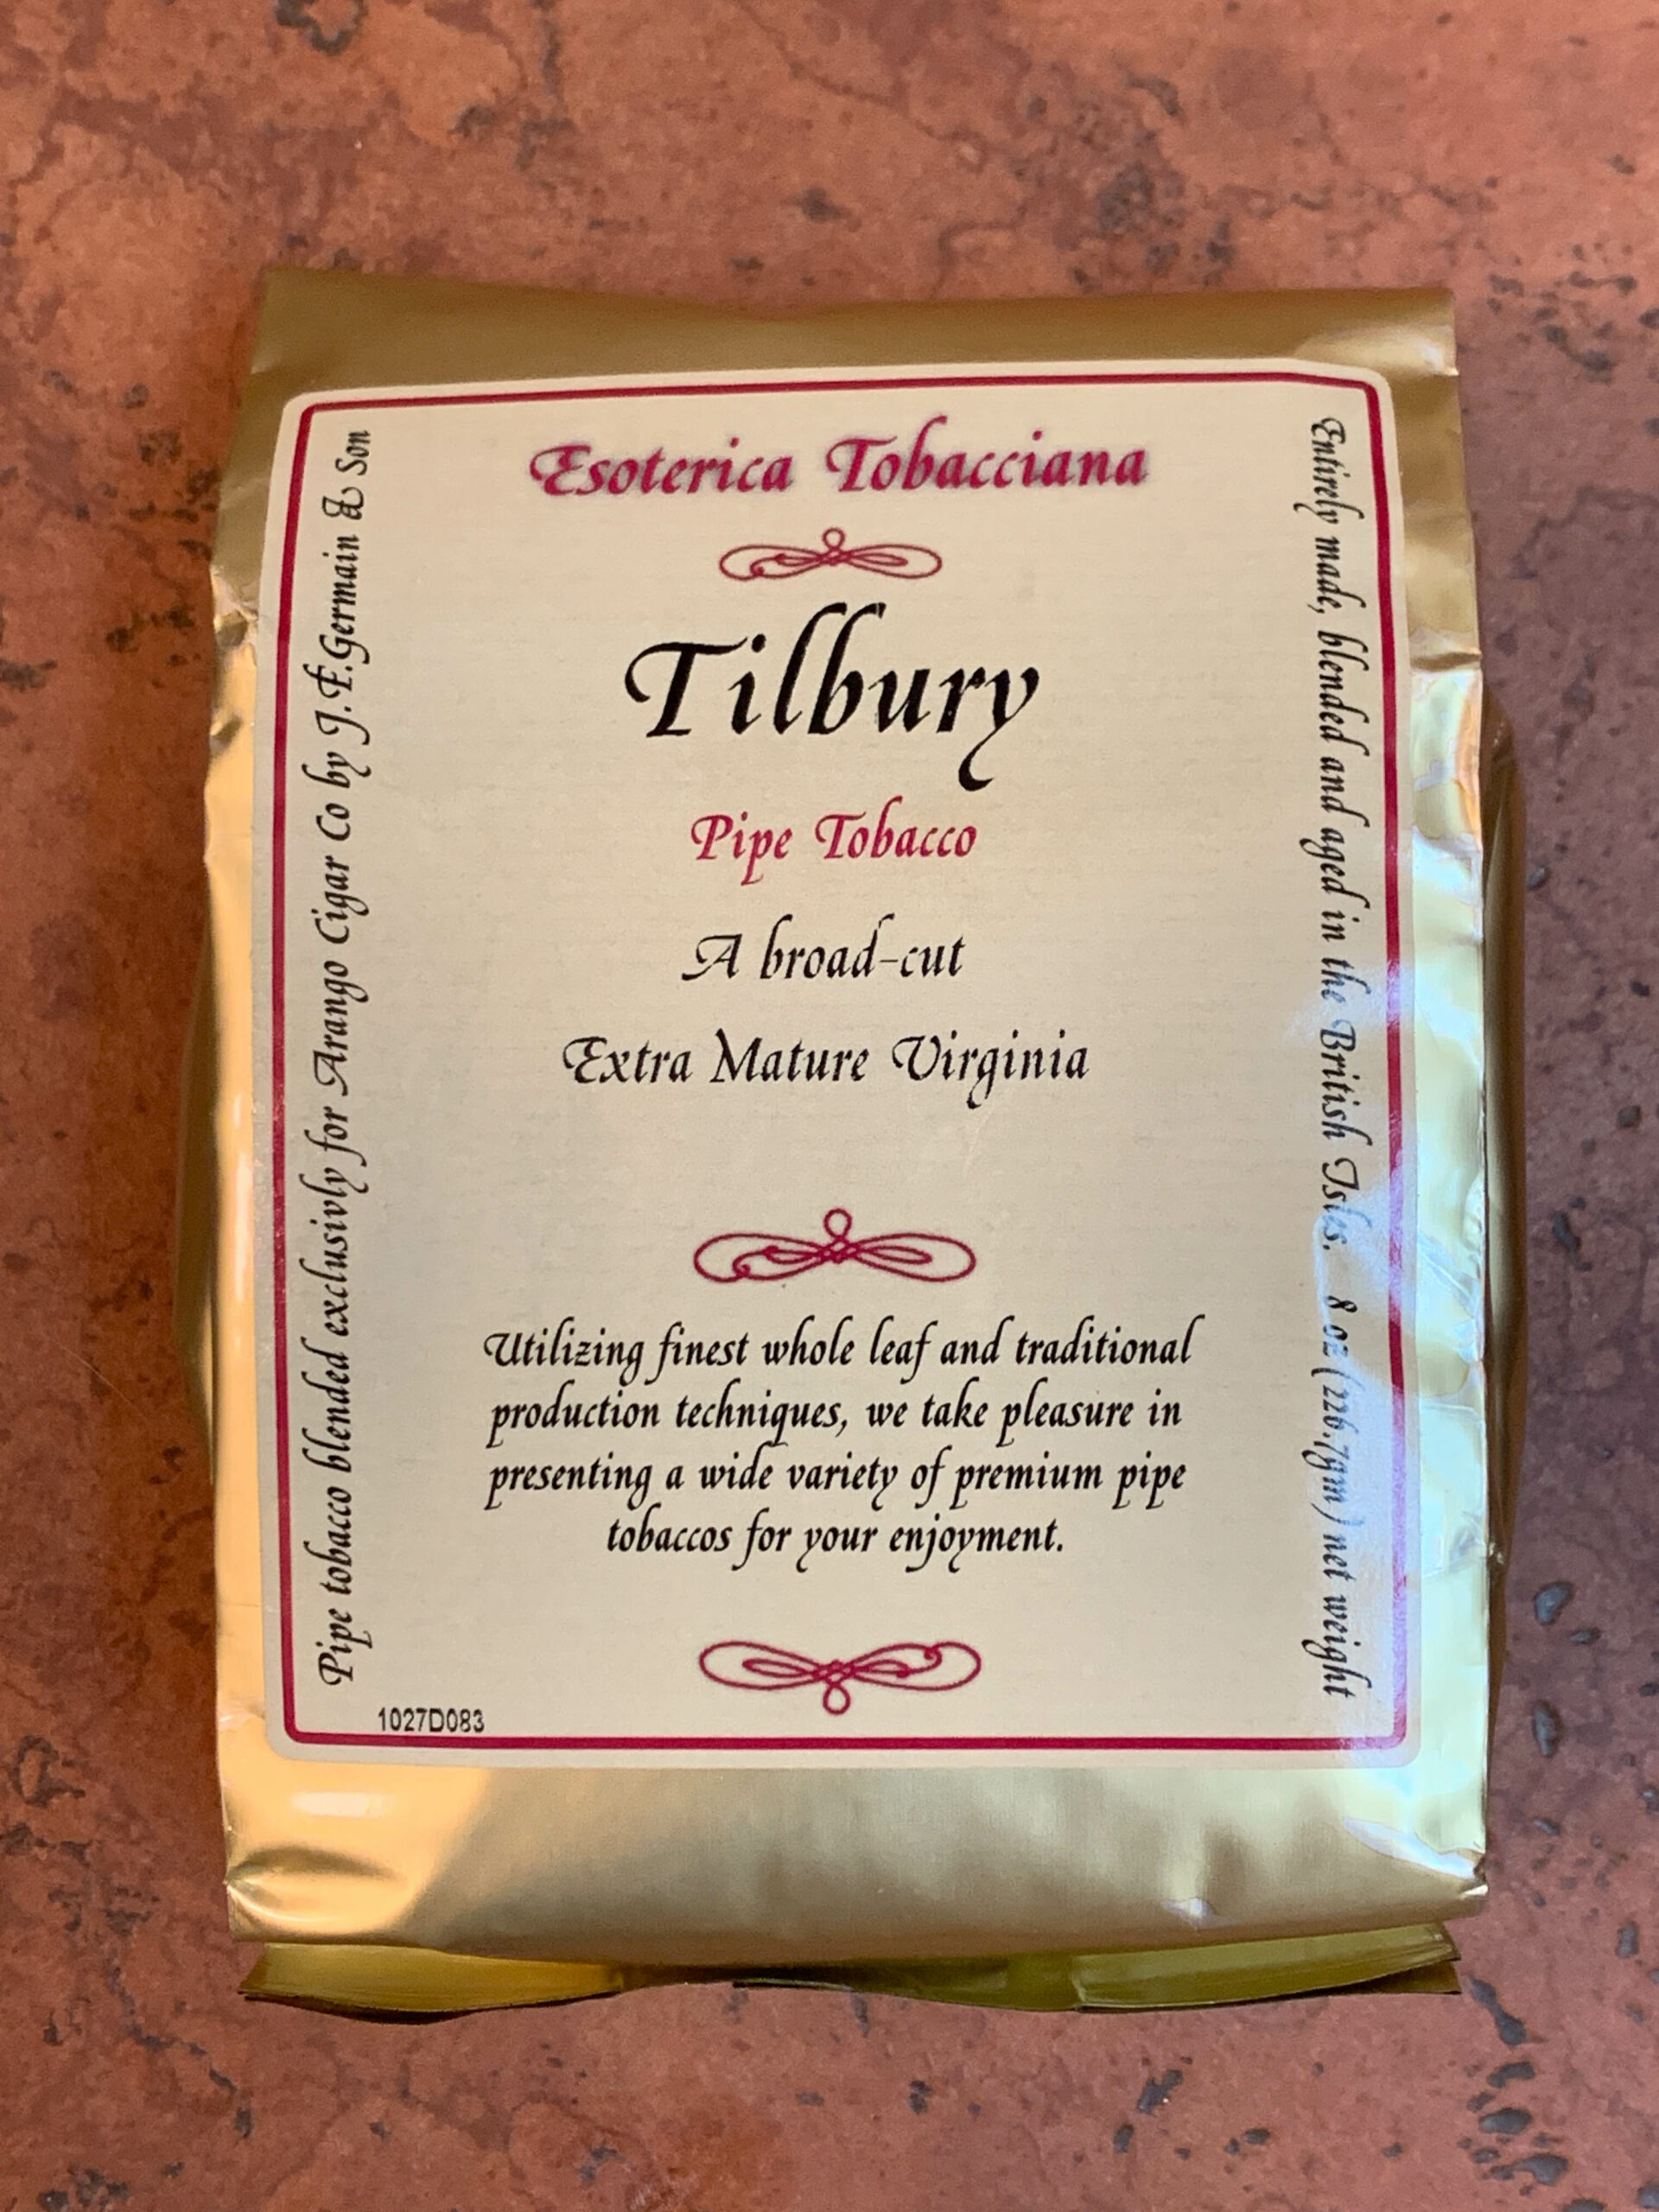 Esoterica Tobacciana
Tilbury
Pipe Tobacco
A broad-cut
Extra Mature Virginia
Utilizing finest whole leaf and traditional
production techniques, we take pleasure in
presenting a wide variety of premium pipe
tobaccos for your enjoyment.
Pipe tobacco blended exclusivly for Arango Cigar Co by J.F.Germain & Son
Entirely made, blended and aged in the British Isles. 8 oz (226.7gm) net weight
1027D083